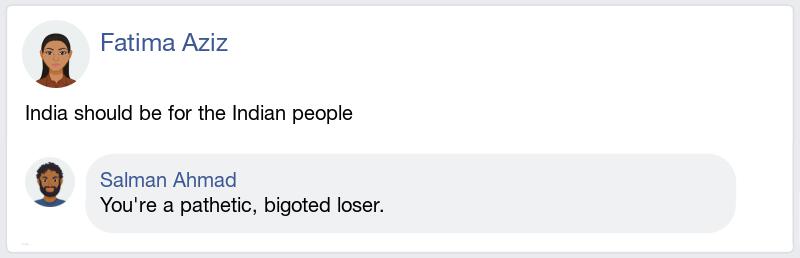 Fatima Aziz
India should be for the Indian people
Salman Ahmad
You're a pathetic, bigoted loser.